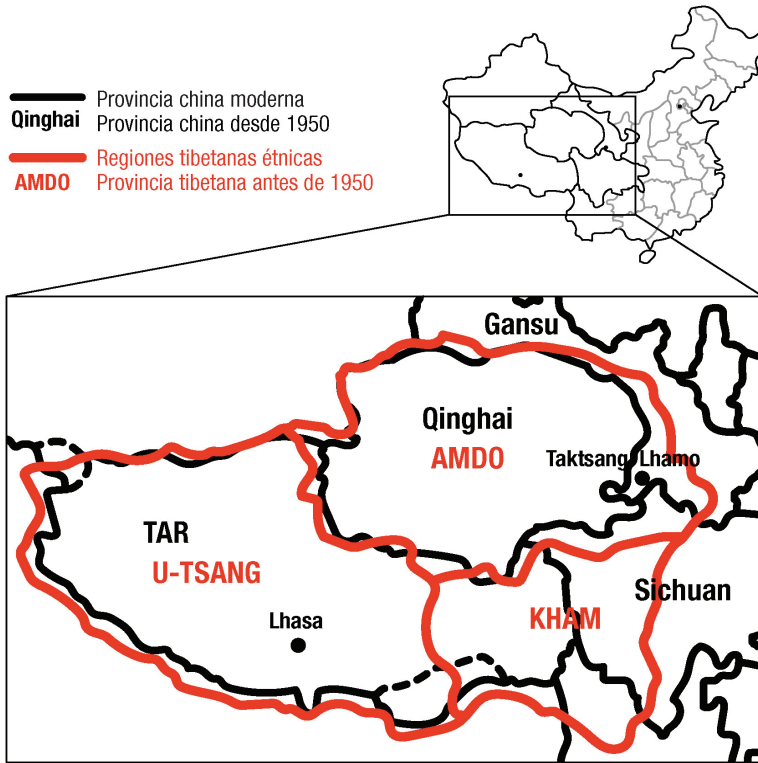 Provincia china moderna
Qinghai Provincia china desde 1950
Regiones tibetanas étnicas
AMDO Provincia tibetana antes de 1950
Gansu
Qinghai
AMDO
Taktsang Lhamo
TAR
U-TSANG
Sichuan
KHAM
Lhasa